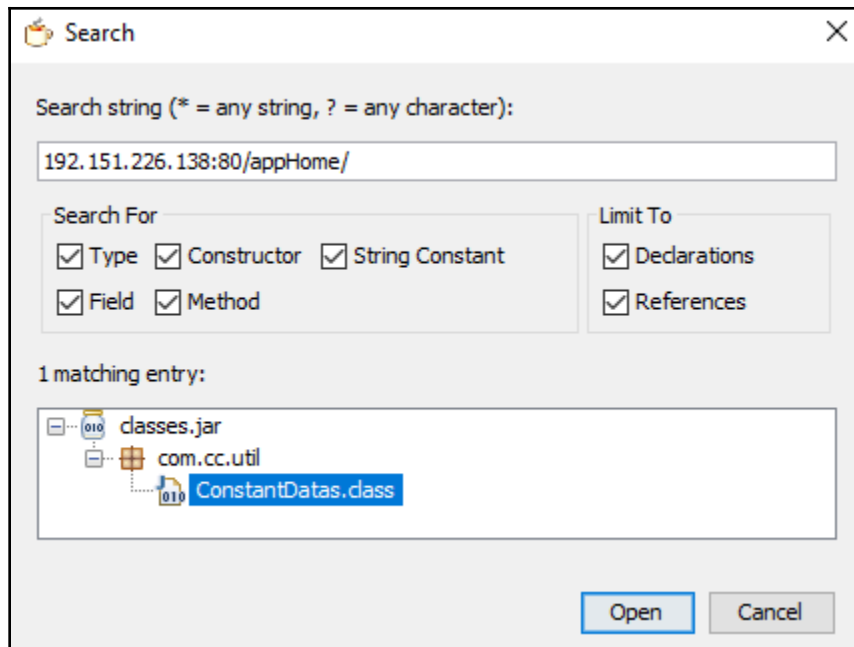 Search
Search string (* = any string, ? = any character):
192.151.226.138:80/appHome/
Search For
Limit To
Type Constructor String Constant
Declarations
Field Method
References
1 matching entry:
classes.jar
com.cc.util
ConstantDatas.class
Open Cancel